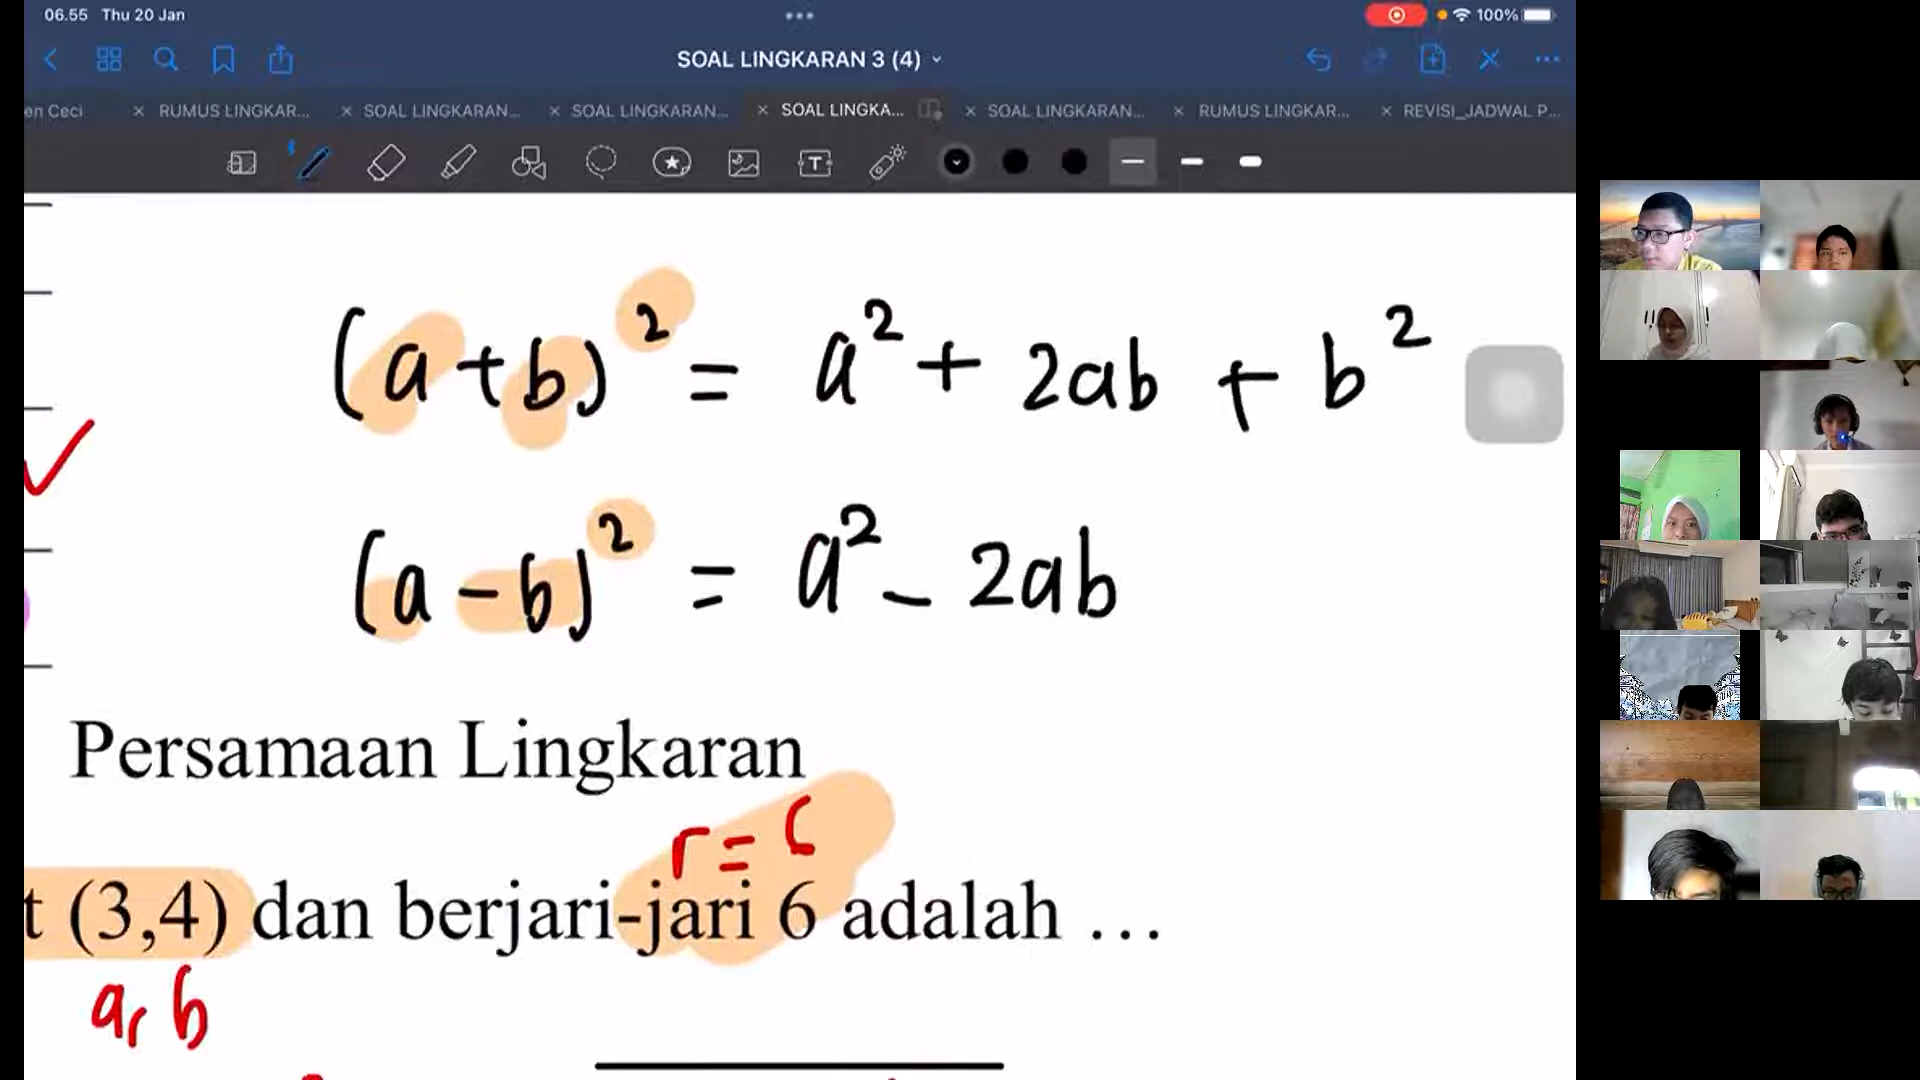 06.55 Thu 20 Jan
100%
SOAL LINGKARAN 3 (4)
en Ceci
RUMUS LINGKAR...
SOAL LINGKARAN...
SOAL LINGKARAN...
SOAL LINGKA...
SOAL LINGKARAN...
RUMUS LINGKAR...
REVISI_JADWAL P...
(a+b)² = a² + 2ab + b²
(a-b)² = a² - 2ab
Persamaan Lingkaran
r =
t (3,4) dan berjari-jari 6 adalah ...
a, b